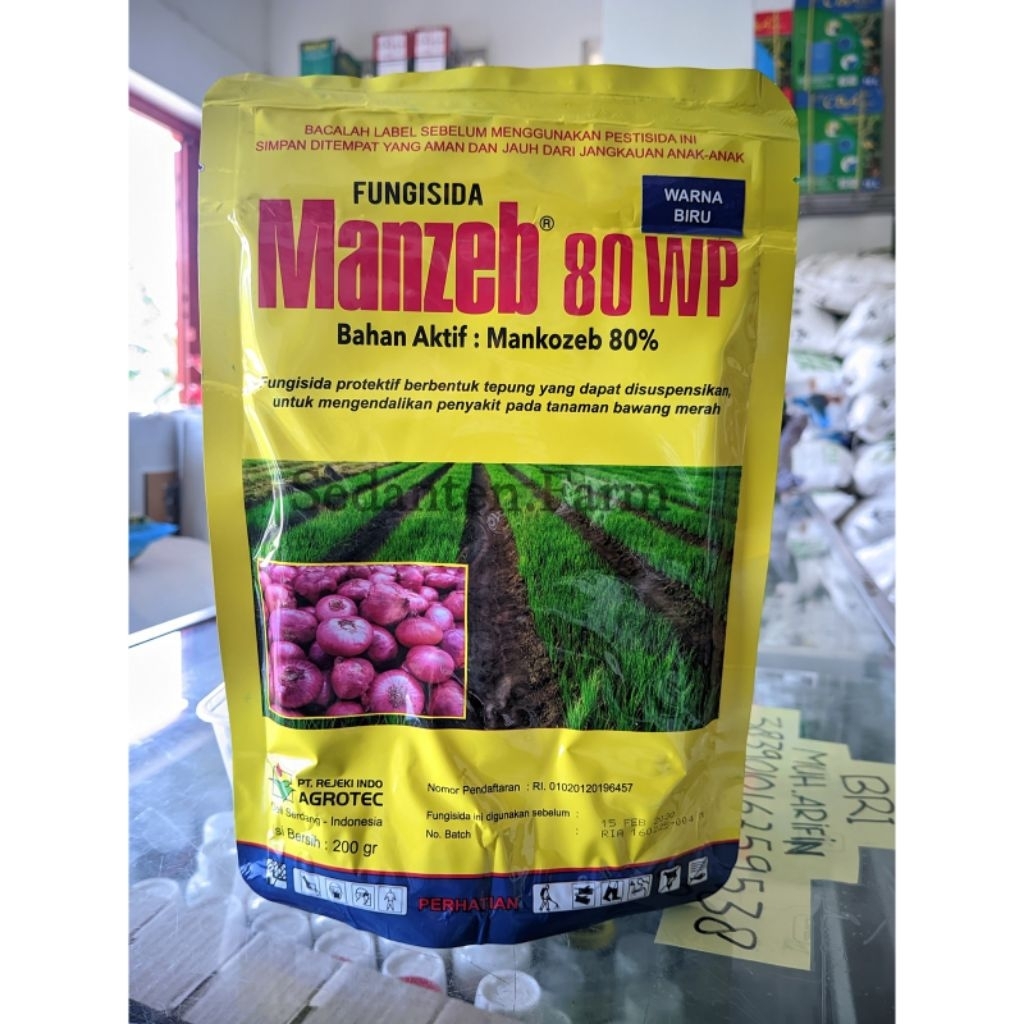 BACALAH LABEL SEBELUM MENGGUNAKAN PESTISIDA INI
SIMPAN DITEMPAT YANG AMAN DAN JAUH DARI JANGKAUAN ANAK-ANAK
FUNGISIDA
WARNA
BIRU
Manzeb® 80 WP
Bahan Aktif : Mankozeb 80%
Fungisida protektif berbentuk tepung yang dapat disuspensikan,
untuk mengendalikan penyakit pada tanaman bawang merah
Sedanten.Farm
PT. REJEKI INDO
AGROTEC
Serdang - Indonesia
Bersih : 200 gr
Nomor Pendaftaran : RI. 01020120196457
Fungisida ini digunakan sebelum : 15 FEB
No. Batch : RIA
PERHATIAN
BRI
MUH.ARIFIN